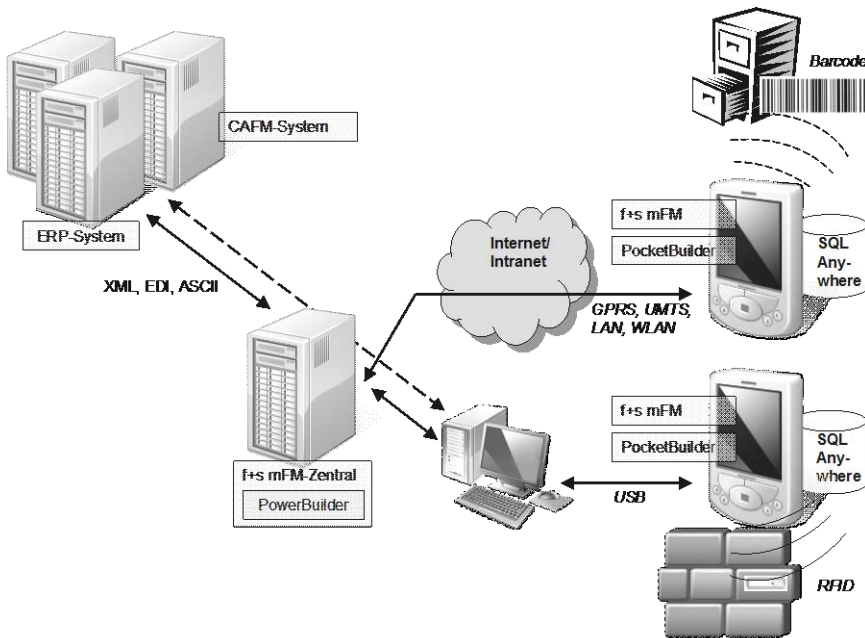 Barcode
CAFM-System
ERP-System
f+s mFM
PocketBuilder
SQL
Any-
where
Internet/
Intranet
XML, EDI, ASCII
GPRS, UMTS,
LAN, WLAN
f+s mFM
PocketBuilder
SQL
Any-
where
f+s mFM-Zentral
PowerBuilder
USB
RFID